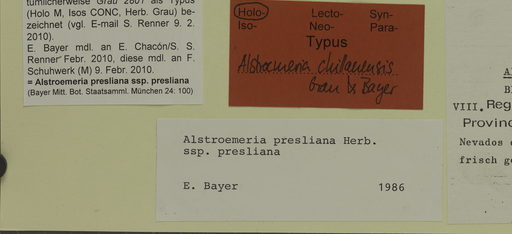 tümlicherweise Grau 2807 als Typus
(Holo M, Isos CONC, Herb. Grau) be-
zeichnet (vgl. E-mail S. Renner 9. 2.
2010).
E. Bayer mdl. an E. Chacón/S. S.
Renner Febr. 2010, diese mdl. an F.
Schuhwerk (M) 9. Febr. 2010.
= Alstroemeria presliana ssp. presliana
(Bayer Mitt. Bot. Staatsamml. München 24: 100)
Holo- Lecto- Syn-
Iso- Neo- Para-
Typus
Alstroemeria chillanensis
Grau & Bayer
Alstroemeria presliana Herb.
ssp. presliana
E. Bayer 1986
VIII. Reg
Provinc
Nevados
frisch g